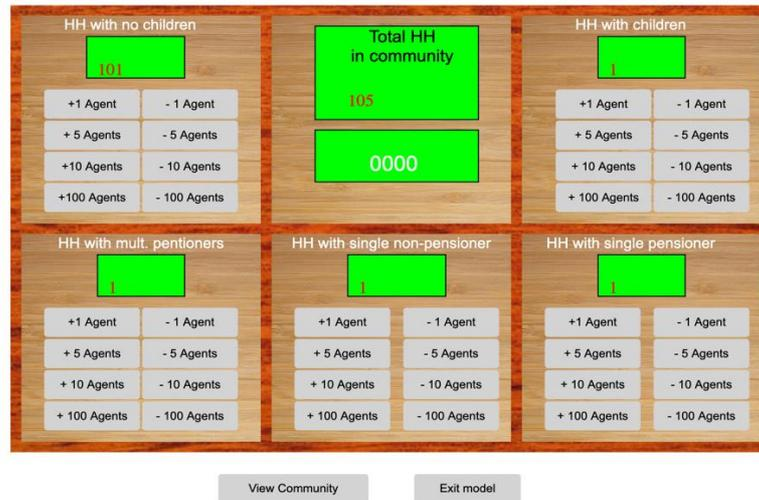 HH with no children
101
+1 Agent
- 1 Agent
+ 5 Agents
- 5 Agents
+10 Agents
- 10 Agents
+100 Agents
- 100 Agents
Total HH
in community
105
0000
HH with children
1
+1 Agent
- 1 Agent
+ 5 Agents
- 5 Agents
+ 10 Agents
- 10 Agents
+ 100 Agents
- 100 Agents
HH with mult. pentioners
1
+1 Agent
- 1 Agent
+ 5 Agents
- 5 Agents
+ 10 Agents
- 10 Agents
+ 100 Agents
- 100 Agents
HH with single non-pensioner
1
+1 Agent
- 1 Agent
+ 5 Agents
- 5 Agents
+ 10 Agents
- 10 Agents
+ 100 Agents
- 100 Agents
HH with single pensioner
1
+1 Agent
- 1 Agent
+ 5 Agents
- 5 Agents
+ 10 Agents
- 10 Agents
+ 100 Agents
- 100 Agents
View Community
Exit model